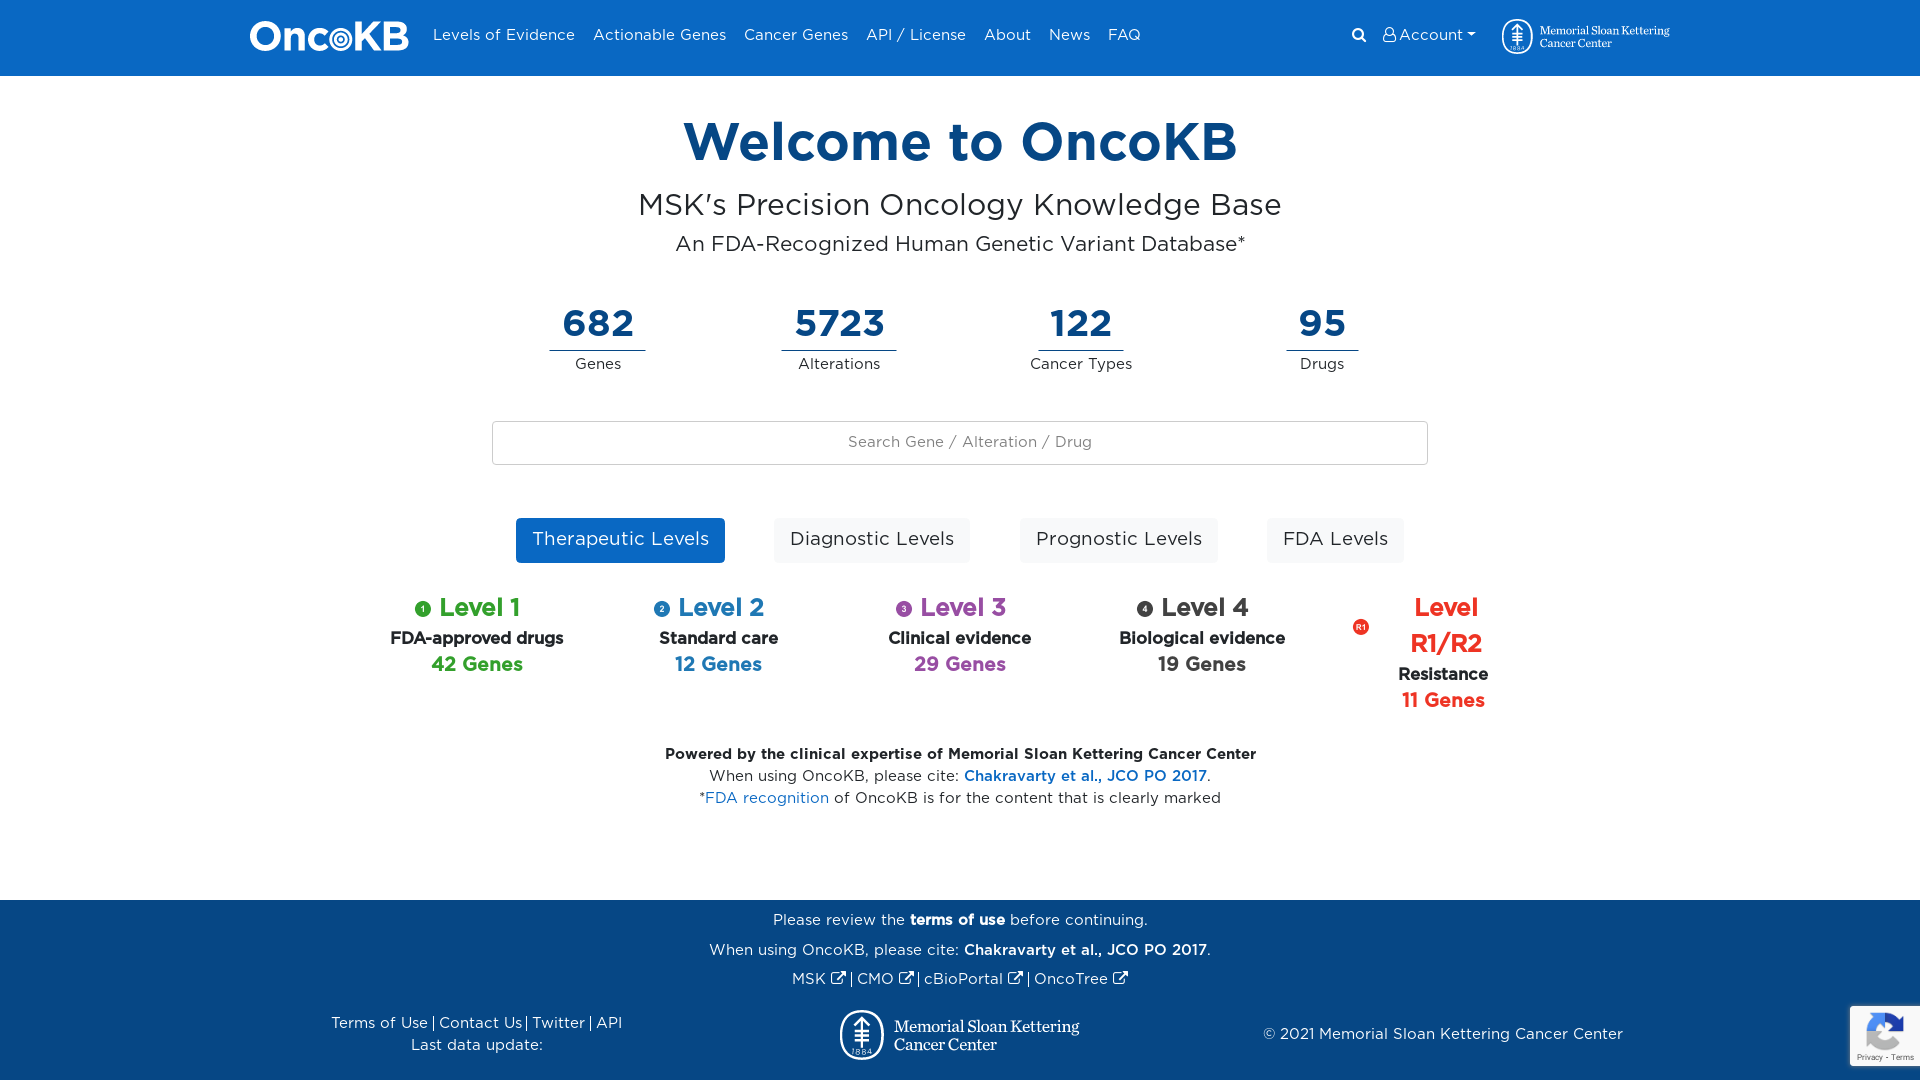 OncoKB
Levels of Evidence
Actionable Genes
Cancer Genes
API / License
About
News
FAQ
Account
Memorial Sloan Kettering
Cancer Center
1884
Welcome to OncoKB
MSK's Precision Oncology Knowledge Base
An FDA-Recognized Human Genetic Variant Database*
682
Genes
5723
Alterations
122
Cancer Types
95
Drugs
Search Gene / Alteration / Drug
Therapeutic Levels
Diagnostic Levels
Prognostic Levels
FDA Levels
1 Level 1
FDA-approved drugs
42 Genes
2 Level 2
Standard care
12 Genes
3 Level 3
Clinical evidence
29 Genes
4 Level 4
Biological evidence
19 Genes
R1 Level
R1/R2
Resistance
11 Genes
Powered by the clinical expertise of Memorial Sloan Kettering Cancer Center
When using OncoKB, please cite: Chakravarty et al., JCO PO 2017.
*FDA recognition of OncoKB is for the content that is clearly marked
Please review the terms of use before continuing.
When using OncoKB, please cite: Chakravarty et al., JCO PO 2017.
MSK | CMO | cBioPortal | OncoTree
Terms of Use | Contact Us | Twitter | API
Last data update:
1884
Memorial Sloan Kettering
Cancer Center
© 2021 Memorial Sloan Kettering Cancer Center
Privacy - Terms